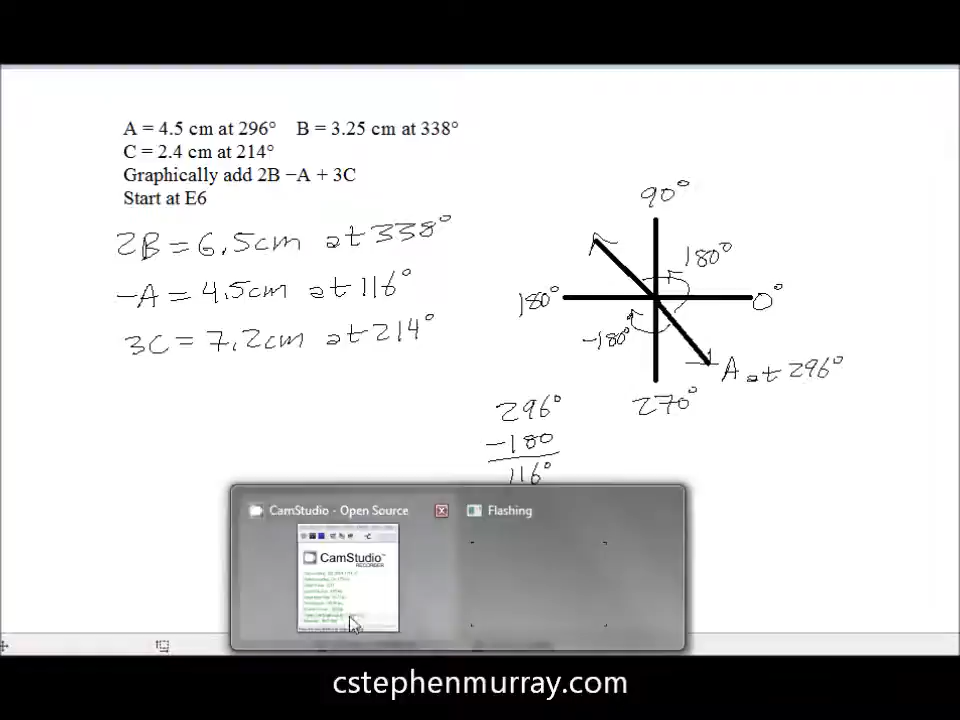 A = 4.5 cm at 296° B = 3.25 cm at 338°
C = 2.4 cm at 214°
Graphically add 2B −A + 3C
Start at E6
2B = 6.5cm at 338°
-A = 4.5cm at 116°
3C = 7.2cm at 214°
90°
180°
180°
0°
-180°
A at 296°
270°
296°
-180
116°
CamStudio - Open Source
Flashing
CamStudio™
RECORDER
cstephenmurray.com